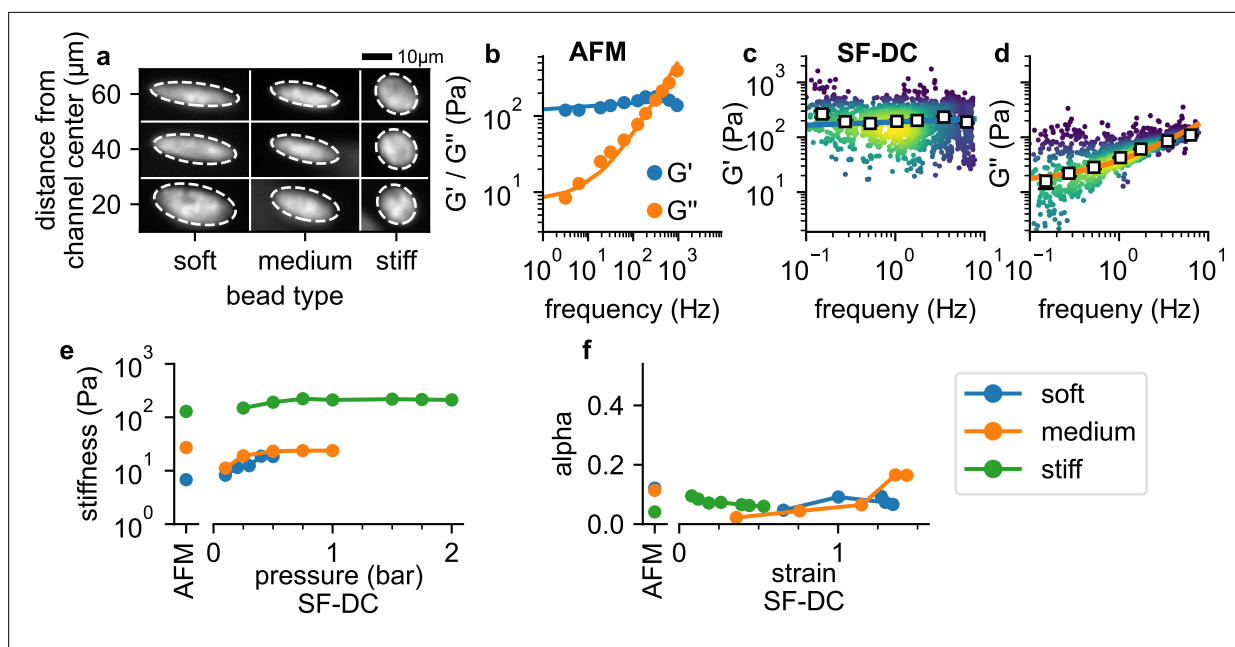 a
10µm
distance from
channel center (µm)
60
40
20
soft medium stiff
bead type
b AFM
G' / G'' (Pa)
10²
10¹
10⁰ 10¹ 10² 10³
frequency (Hz)
G'
G''
c SF-DC
G' (Pa)
10³
10²
10¹
10⁻¹ 10⁰ 10¹
frequeny (Hz)
d
G'' (Pa)
10³
10²
10¹
10⁻¹ 10⁰ 10¹
frequeny (Hz)
e
stiffness (Pa)
10³
10²
10¹
10⁰
AFM
0 1 2
pressure (bar)
SF-DC
f
alpha
0.4
0.2
0.0
AFM
0 1
strain
SF-DC
soft
medium
stiff